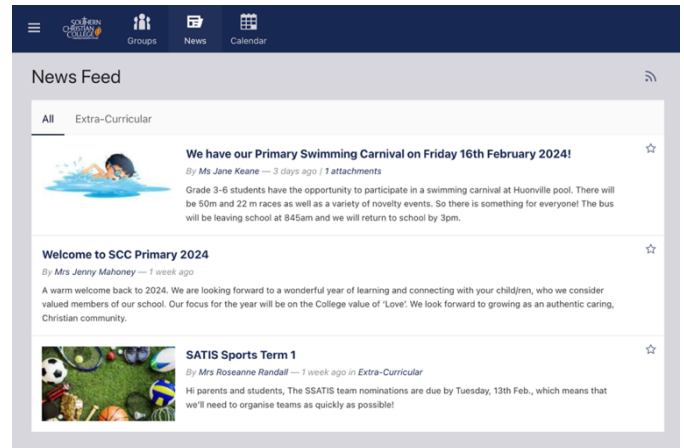 SOUTHERN
CHRISTIAN
COLLEGE
Groups
News
Calendar
News Feed
All
Extra-Curricular
We have our Primary Swimming Carnival on Friday 16th February 2024!
By Ms Jane Keane — 3 days ago | 1 attachments
Grade 3-6 students have the opportunity to participate in a swimming carnival at Huonville pool. There will
be 50m and 22 m races as well as a variety of novelty events. So there is something for everyone! The bus
will be leaving school at 845am and we will return to school by 3pm.
Welcome to SCC Primary 2024
By Mrs Jenny Mahoney — 1 week ago
A warm welcome back to 2024. We are looking forward to a wonderful year of learning and connecting with your child/ren, who we consider
valued members of our school. Our focus for the year will be on the College value of ‘Love’. We look forward to growing as an authentic caring,
Christian community.
SATIS Sports Term 1
By Mrs Roseanne Randall — 1 week ago in Extra-Curricular
Hi parents and students, The SSATIS team nominations are due by Tuesday, 13th Feb., which means that
we'll need to organise teams as quickly as possible!